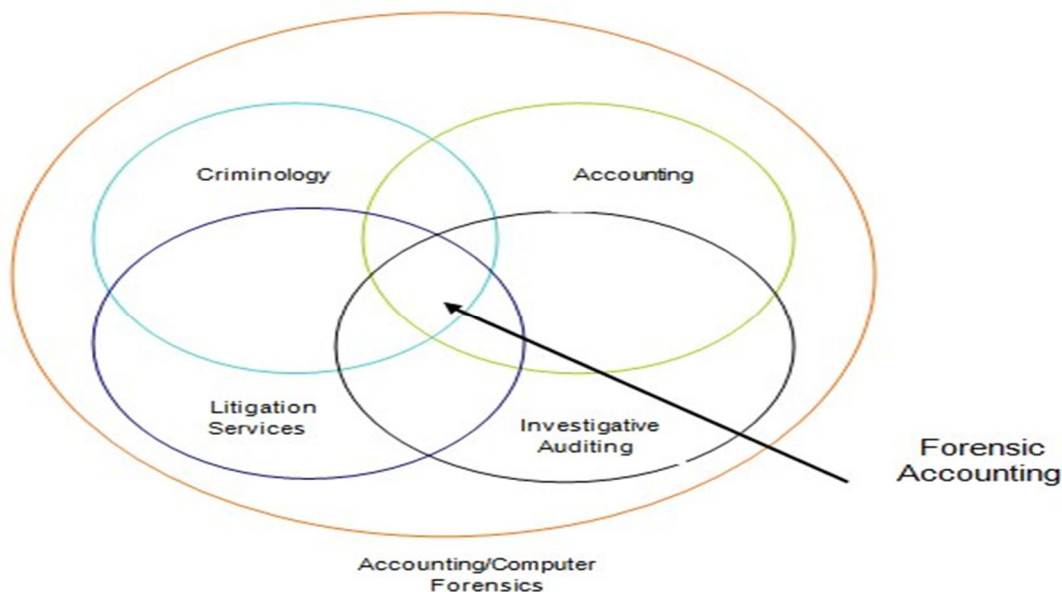 Criminology
Accounting
Litigation
Services
Investigative
Auditing
Forensic
Accounting
Accounting/Computer
Forensics